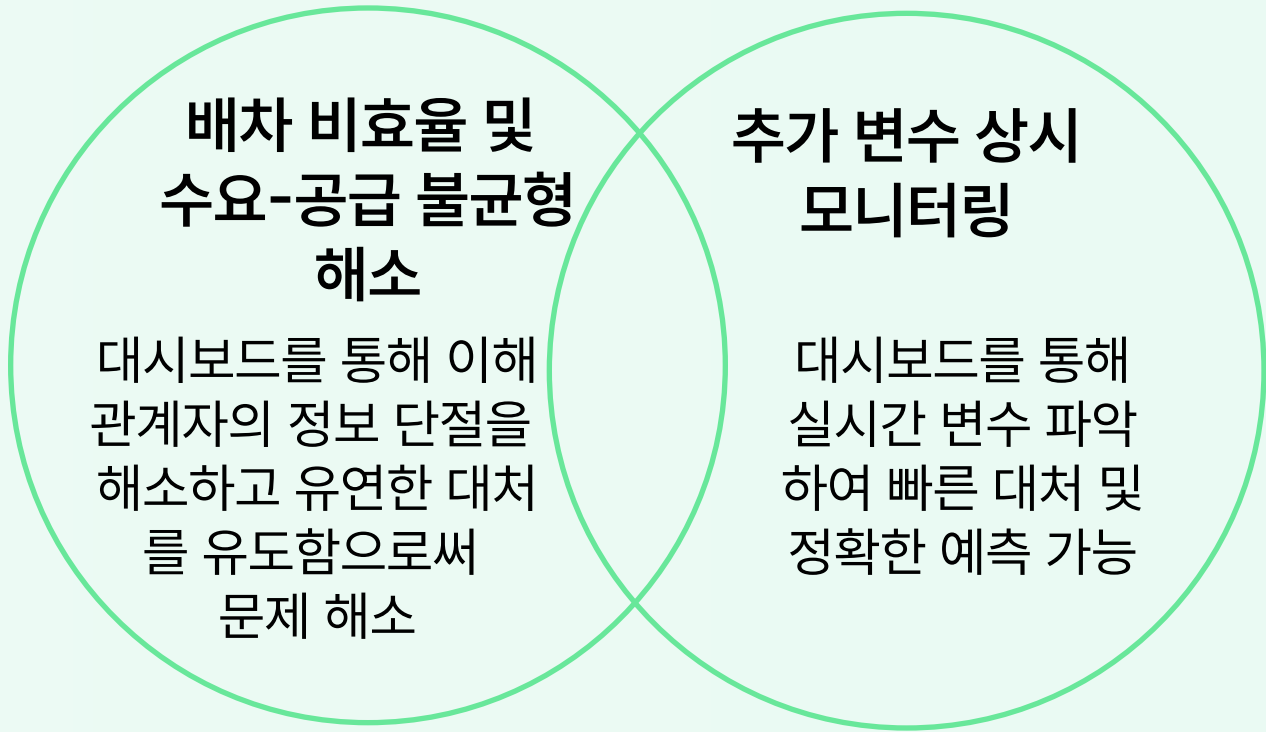 배차 비효율 및
수요-공급 불균형
해소
대시보드를 통해 이해
관계자의 정보 단절을
해소하고 유연한 대처
를 유도함으로써
문제 해소
추가 변수 상시
모니터링
대시보드를 통해
실시간 변수 파악
하여 빠른 대처 및
정확한 예측 가능